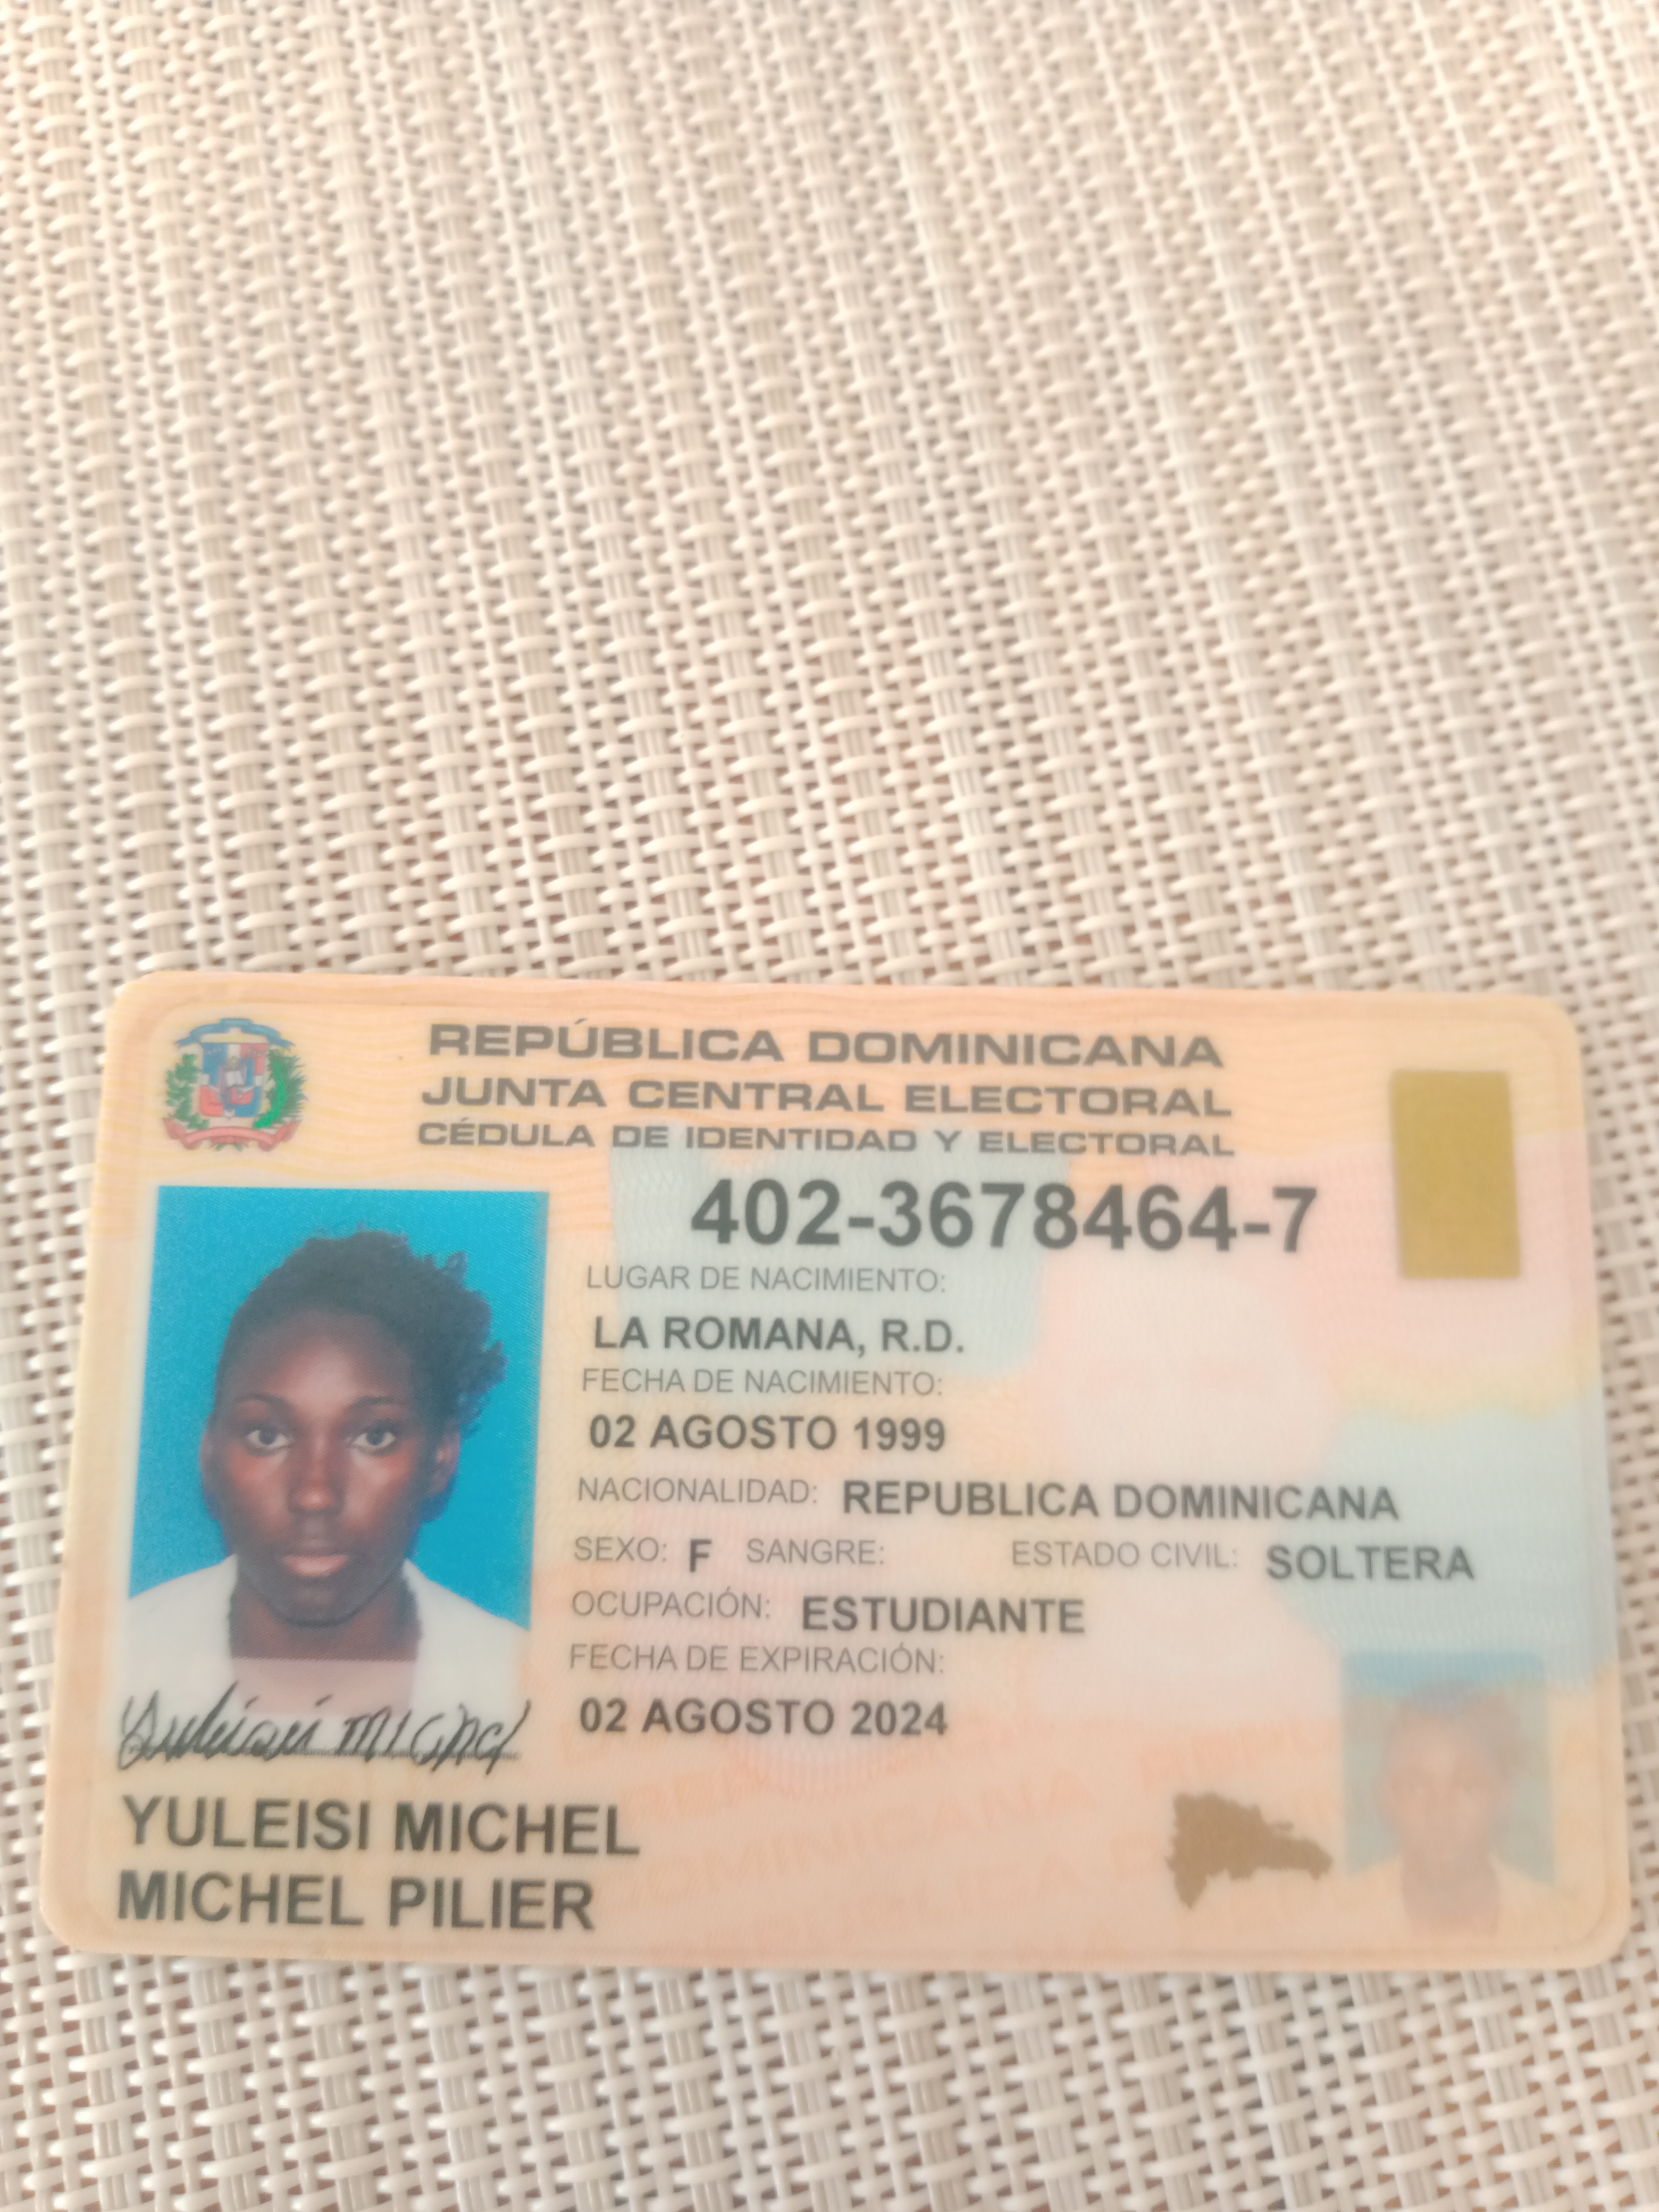 REPÚBLICA DOMINICANA
JUNTA CENTRAL ELECTORAL
CÉDULA DE IDENTIDAD Y ELECTORAL
402-3678464-7
LUGAR DE NACIMIENTO:
LA ROMANA, R.D.
FECHA DE NACIMIENTO:
02 AGOSTO 1999
NACIONALIDAD: REPUBLICA DOMINICANA
SEXO: F SANGRE: ESTADO CIVIL: SOLTERA
OCUPACIÓN: ESTUDIANTE
FECHA DE EXPIRACIÓN:
02 AGOSTO 2024
Yuleisi Michel
YULEISI MICHEL
MICHEL PILIER